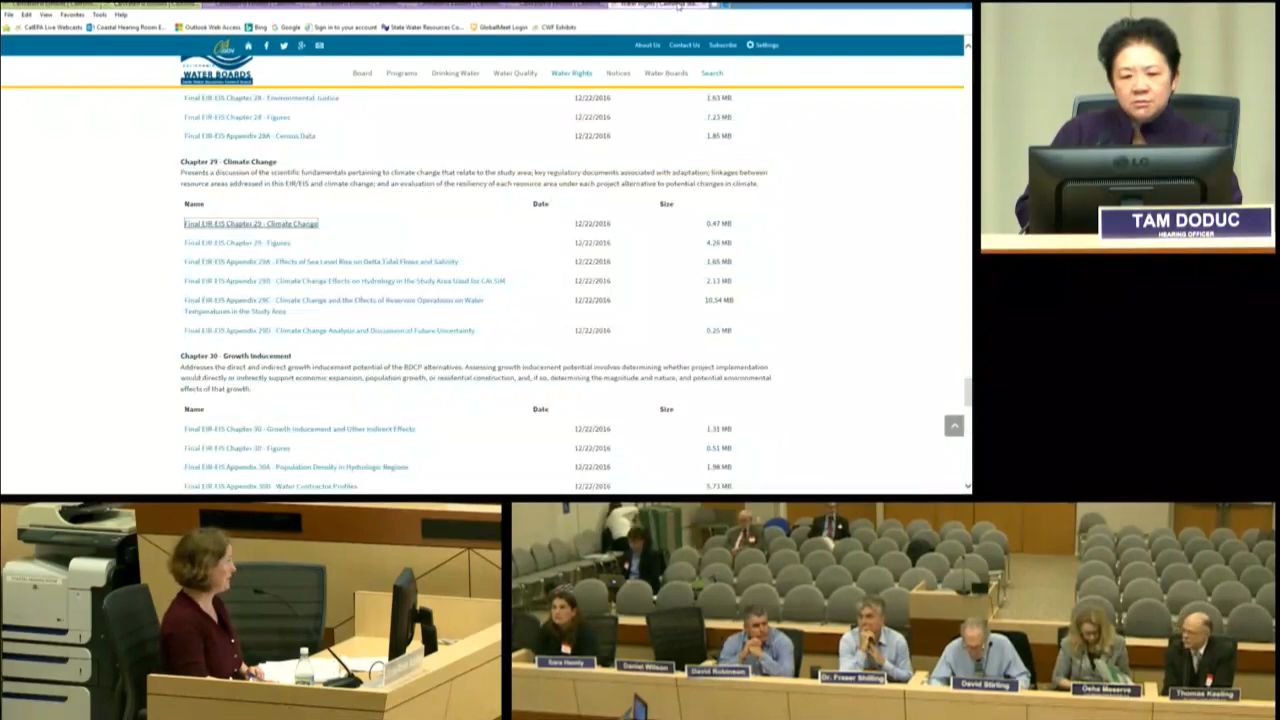 File Edit View Favorites Tools Help
CalEPA Live Webcasts Coastal Hearing Room E... Outlook Web Access Bing Google Sign in to your account State Water Resources Co... GlobalMeet Login CWF Exhibits
About Us Contact Us Subscribe Settings
WATER BOARDS
Board Programs Drinking Water Water Quality Water Rights Notices Water Boards Search
Final EIR-EIS Chapter 28 - Environmental Justice 12/22/2016 1.63 MB
Final EIR-EIS Chapter 28 - Figures 12/22/2016 7.23 MB
Final EIR-EIS Appendix 28A - Census Data 12/22/2016 1.85 MB
Chapter 29 - Climate Change
Presents a discussion of the scientific fundamentals pertaining to climate change that relate to the study area; key regulatory documents associated with adaptation; linkages between
resource areas addressed in this EIR/EIS and climate change; and an evaluation of the resiliency of each resource area under each project alternative to potential changes in climate.
Name Date Size
Final EIR-EIS Chapter 29 - Climate Change 12/22/2016 0.47 MB
Final EIR-EIS Chapter 29 - Figures 12/22/2016 4.26 MB
Final EIR-EIS Appendix 29A - Effects of Sea Level Rise on Delta Tidal Flows and Salinity 12/22/2016 1.65 MB
Final EIR-EIS Appendix 29B - Climate Change Effects on Hydrology in the Study Area Used for CALSIM 12/22/2016 2.13 MB
Final EIR-EIS Appendix 29C - Climate Change and the Effects of Reservoir Operations on Water 12/22/2016 10.54 MB
Temperatures in the Study Area
Final EIR-EIS Appendix 29D - Climate Change Analysis and Discussion of Future Uncertainty 12/22/2016 0.25 MB
Chapter 30 - Growth Inducement
Addresses the direct and indirect growth inducement potential of the BDCP alternatives. Assessing growth inducement potential involves determining whether project implementation
would directly or indirectly support economic expansion, population growth, or residential construction, and, if so, determining the magnitude and nature, and potential environmental
effects of that growth.
Name Date Size
Final EIR-EIS Chapter 30 - Growth Inducement and Other Indirect Effects 12/22/2016 1.31 MB
Final EIR-EIS Chapter 30 - Figures 12/22/2016 0.51 MB
Final EIR-EIS Appendix 30A - Population Density in Hydrologic Regions 12/22/2016 1.98 MB
Final EIR-EIS Appendix 30B - Water Contractor Profiles 12/22/2016 5.73 MB
LG
TAM DODUC
HEARING OFFICER
Daniel Wilson
David Robinson
Dr. Fraser Shilling
David Stirling
Osha Meserve
Thomas Keeling